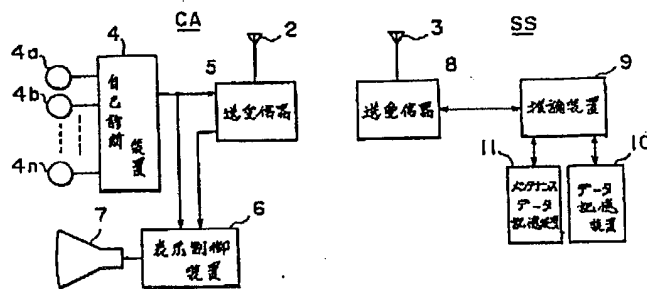 CA
SS
4
2
3
4a
4b
4n
自己診断
装置
5
送受信器
8
送受信器
9
推論装置
11
メンテナンス
データ
記憶装置
10
データ
記憶
装置
7
6
表示制御
装置